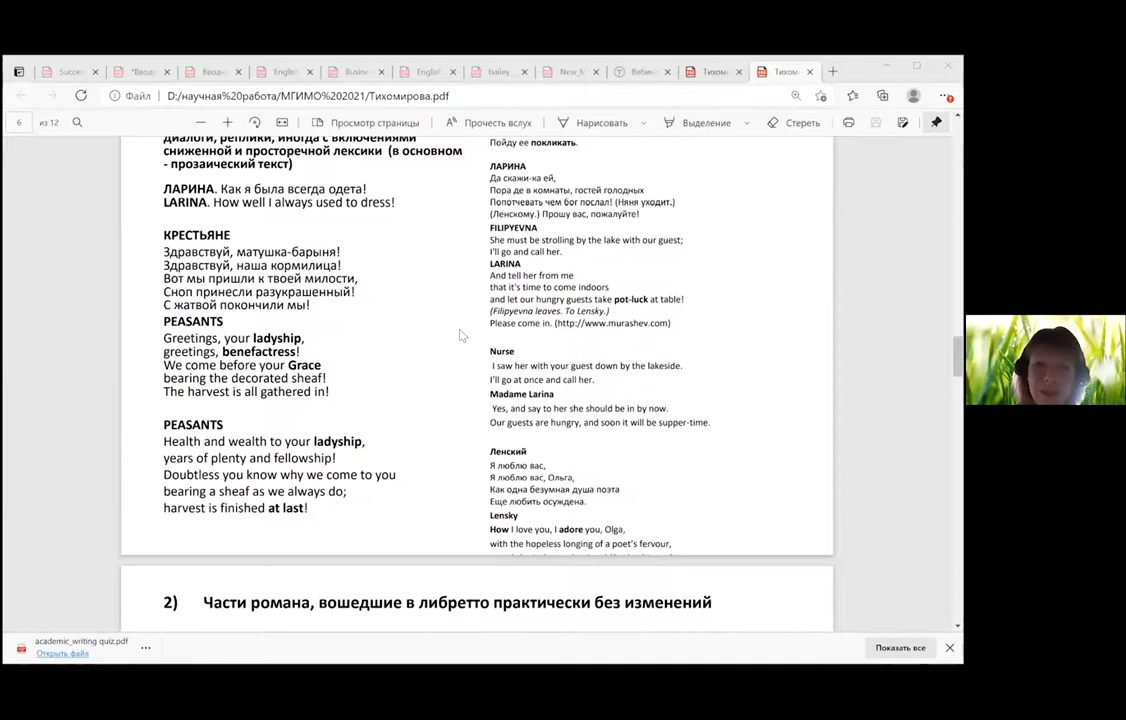 Succes
*Вводн
Вводн
English
Busine
English
bailey_
New_M
Вебин
Тихом
Тихом
Файл
D:/научная%20работа/МГИМО%202021/Тихомирова.pdf
6 из 12
Просмотр страницы
Прочесть вслух
Нарисовать
Выделение
Стереть
диалоги, реплики, иногда с включениями
сниженной и просторечной лексики (в основном
- прозаический текст)
ЛАРИНА. Как я была всегда одета!
LARINA. How well I always used to dress!
КРЕСТЬЯНЕ
Здравствуй, матушка-барыня!
Здравствуй, наша кормилица!
Вот мы пришли к твоей милости,
Сноп принесли разукрашенный!
С жатвой покончили мы!
PEASANTS
Greetings, your ladyship,
greetings, benefactress!
We come before your Grace
bearing the decorated sheaf!
The harvest is all gathered in!
PEASANTS
Health and wealth to your ladyship,
years of plenty and fellowship!
Doubtless you know why we come to you
bearing a sheaf as we always do;
harvest is finished at last!
Пойду ее покликать.
ЛАРИНА
Да скажи-ка ей,
Пора де в комнаты, гостей голодных
Попотчевать чем бог послал! (Няня уходит.)
(Ленскому.) Прошу вас, пожалуйте!
FILIPYEVNA
She must be strolling by the lake with our guest;
I'll go and call her.
LARINA
And tell her from me
that it's time to come indoors
and let our hungry guests take pot-luck at table!
(Filipyevna leaves. To Lensky.)
Please come in. (http://www.murashev.com)
Nurse
I saw her with your guest down by the lakeside.
I'll go at once and call her.
Madame Larina
Yes, and say to her she should be in by now.
Our guests are hungry, and soon it will be supper-time.
Ленский
Я люблю вас,
Я люблю вас, Ольга,
Как одна безумная душа поэта
Еще любить осуждена.
Lensky
How I love you, I adore you, Olga,
with the hopeless longing of a poet's fervour,
2) Части романа, вошедшие в либретто практически без изменений
academic_writing quiz.pdf
Открыть файл
Показать все